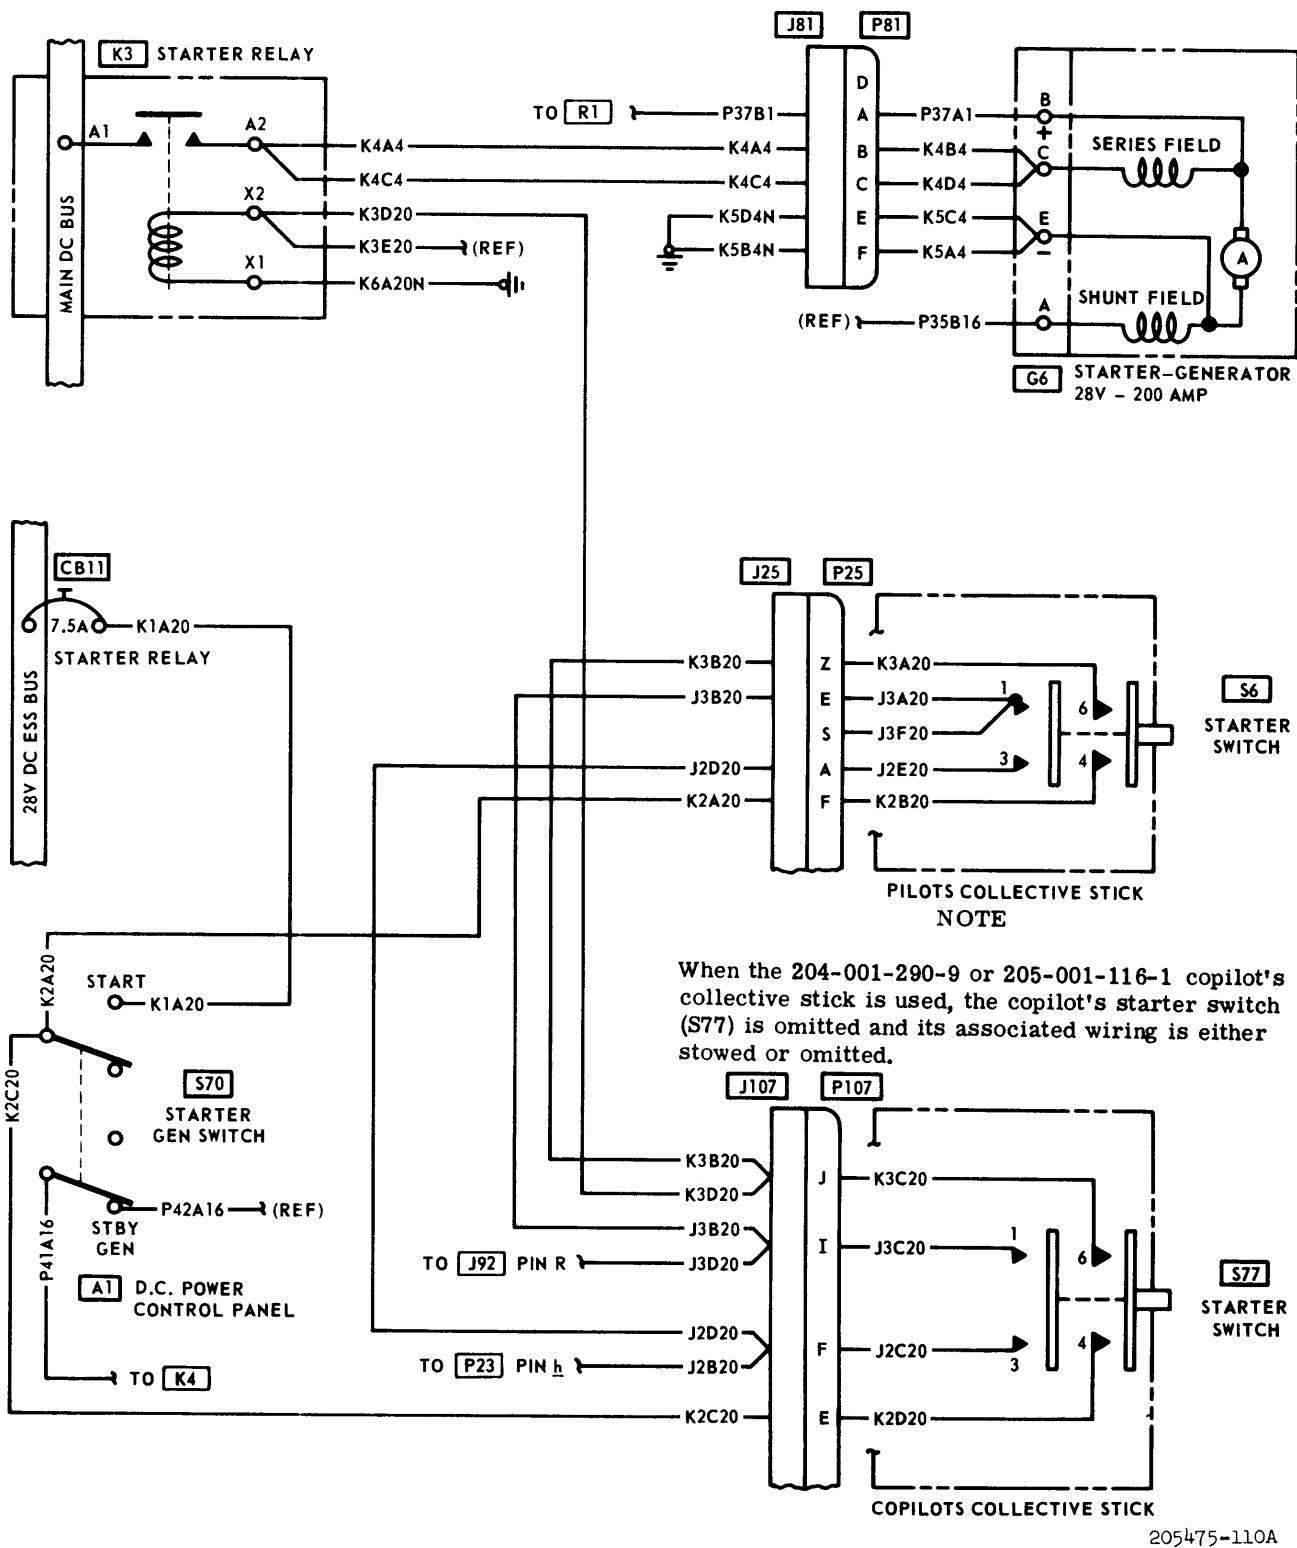 J81 P81
K3 STARTER RELAY
D
TO R1 P37B1 A P37A1 B
+
A1 A2 K4A4 K4A4 B K4B4 C SERIES FIELD
K4C4 K4C4 C K4D4
X2 K3D20 K5D4N E K5C4 E
K3E20 (REF) K5B4N F K5A4 −
A
X1 K6A20N
MAIN DC BUS
(REF) P35B16 A SHUNT FIELD
G6 STARTER-GENERATOR
28V - 200 AMP
CB11
7.5A K1A20
STARTER RELAY
28V DC ESS BUS
J25 P25
K3B20 Z K3A20
J3B20 E J3A20 1 6
S J3F20
J2D20 A J2E20 3 4
K2A20 F K2B20
S6
STARTER
SWITCH
PILOTS COLLECTIVE STICK
NOTE
When the 204-001-290-9 or 205-001-116-1 copilot's
collective stick is used, the copilot's starter switch
(S77) is omitted and its associated wiring is either
stowed or omitted.
K2A20
START
K1A20
K2C20
S70
STARTER
GEN SWITCH
P42A16 (REF)
STBY
GEN
P41A16
A1 D.C. POWER
CONTROL PANEL
TO K4
J107 P107
K3B20 J K3C20
K3D20
J3B20 I J3C20 1 6
TO J92 PIN R J3D20
J2D20 F J2C20 3 4
TO P23 PIN h J2B20
K2C20 E K2D20
S77
STARTER
SWITCH
COPILOTS COLLECTIVE STICK
205475-110A